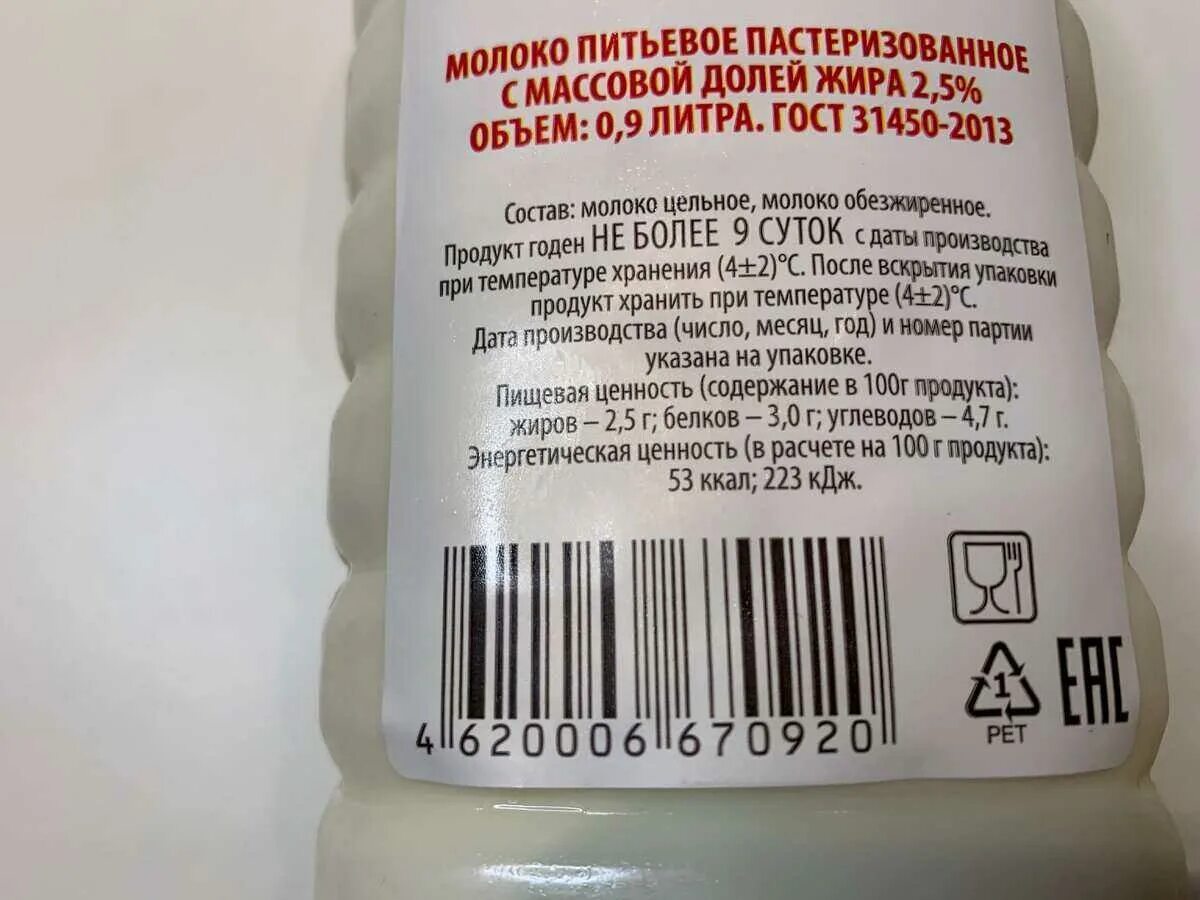 МОЛОКО ПИТЬЕВОЕ ПАСТЕРИЗОВАННОЕ
С МАССОВОЙ ДОЛЕЙ ЖИРА 2,5%
ОБЪЕМ: 0,9 ЛИТРА. ГОСТ 31450-2013
Состав: молоко цельное, молоко обезжиренное.
Продукт годен НЕ БОЛЕЕ 9 СУТОК с даты производства
при температуре хранения (4±2)°С. После вскрытия упаковки
продукт хранить при температуре (4±2)°С.
Дата производства (число, месяц, год) и номер партии
указана на упаковке.
Пищевая ценность (содержание в 100г продукта):
жиров – 2,5 г; белков – 3,0 г; углеводов – 4,7 г.
Энергетическая ценность (в расчете на 100 г продукта):
53 ккал; 223 кДж.
4 620006 670920
1
PET
EAC